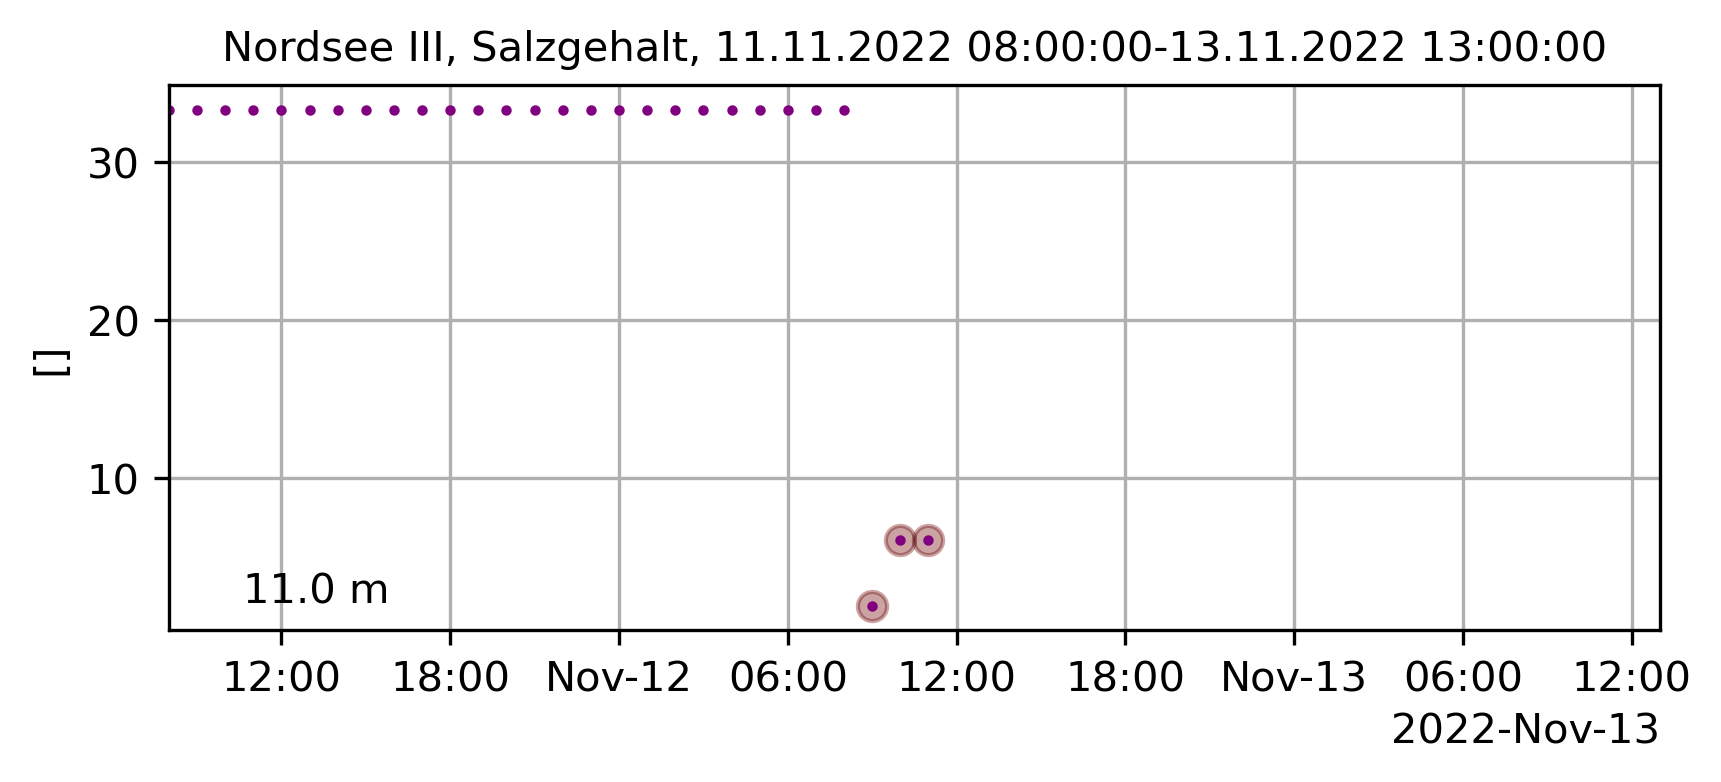 Nordsee III, Salzgehalt, 11.11.2022 08:00:00-13.11.2022 13:00:00
30
20
10
[]
11.0 m
12:00 18:00 Nov-12 06:00 12:00 18:00 Nov-13 06:00 12:00
2022-Nov-13